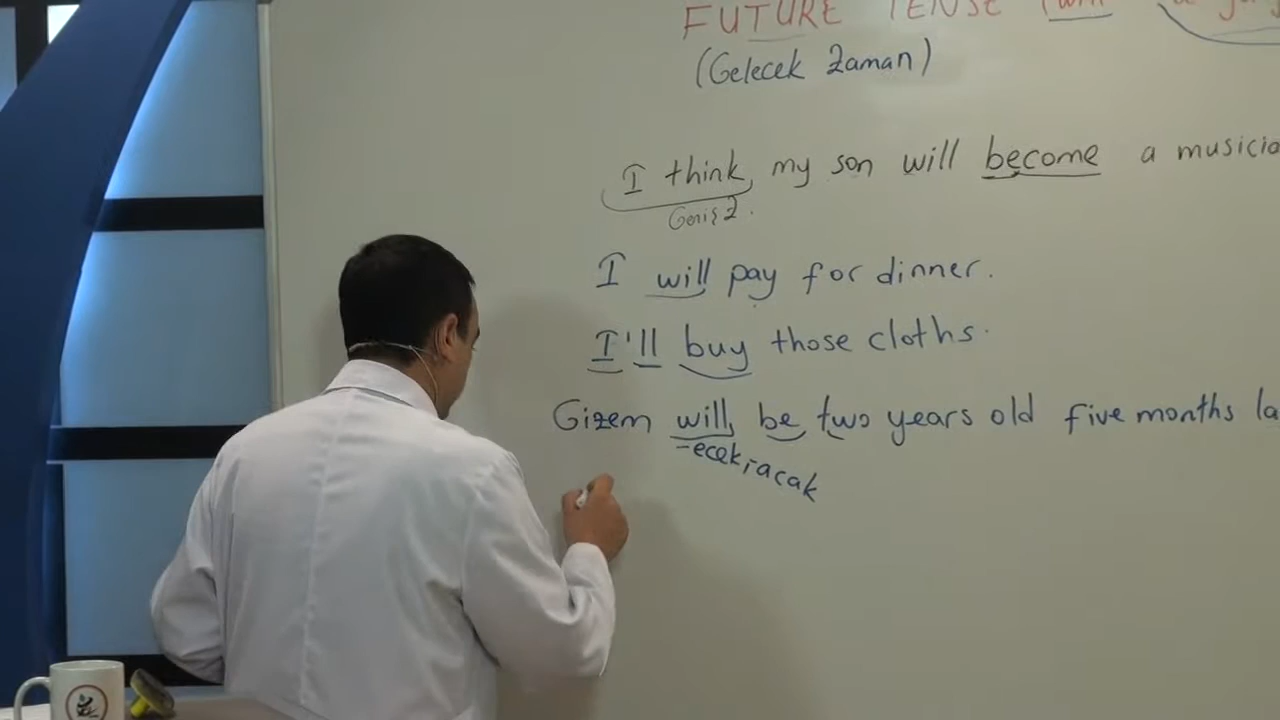 FUTURE TENSE (will
(Gelecek Zaman)
I think, my son will become a musicia
Geniş Z.
I will pay for dinner.
I'll buy those cloths.
Gizem will be two years old five months la
-ecek, -acak